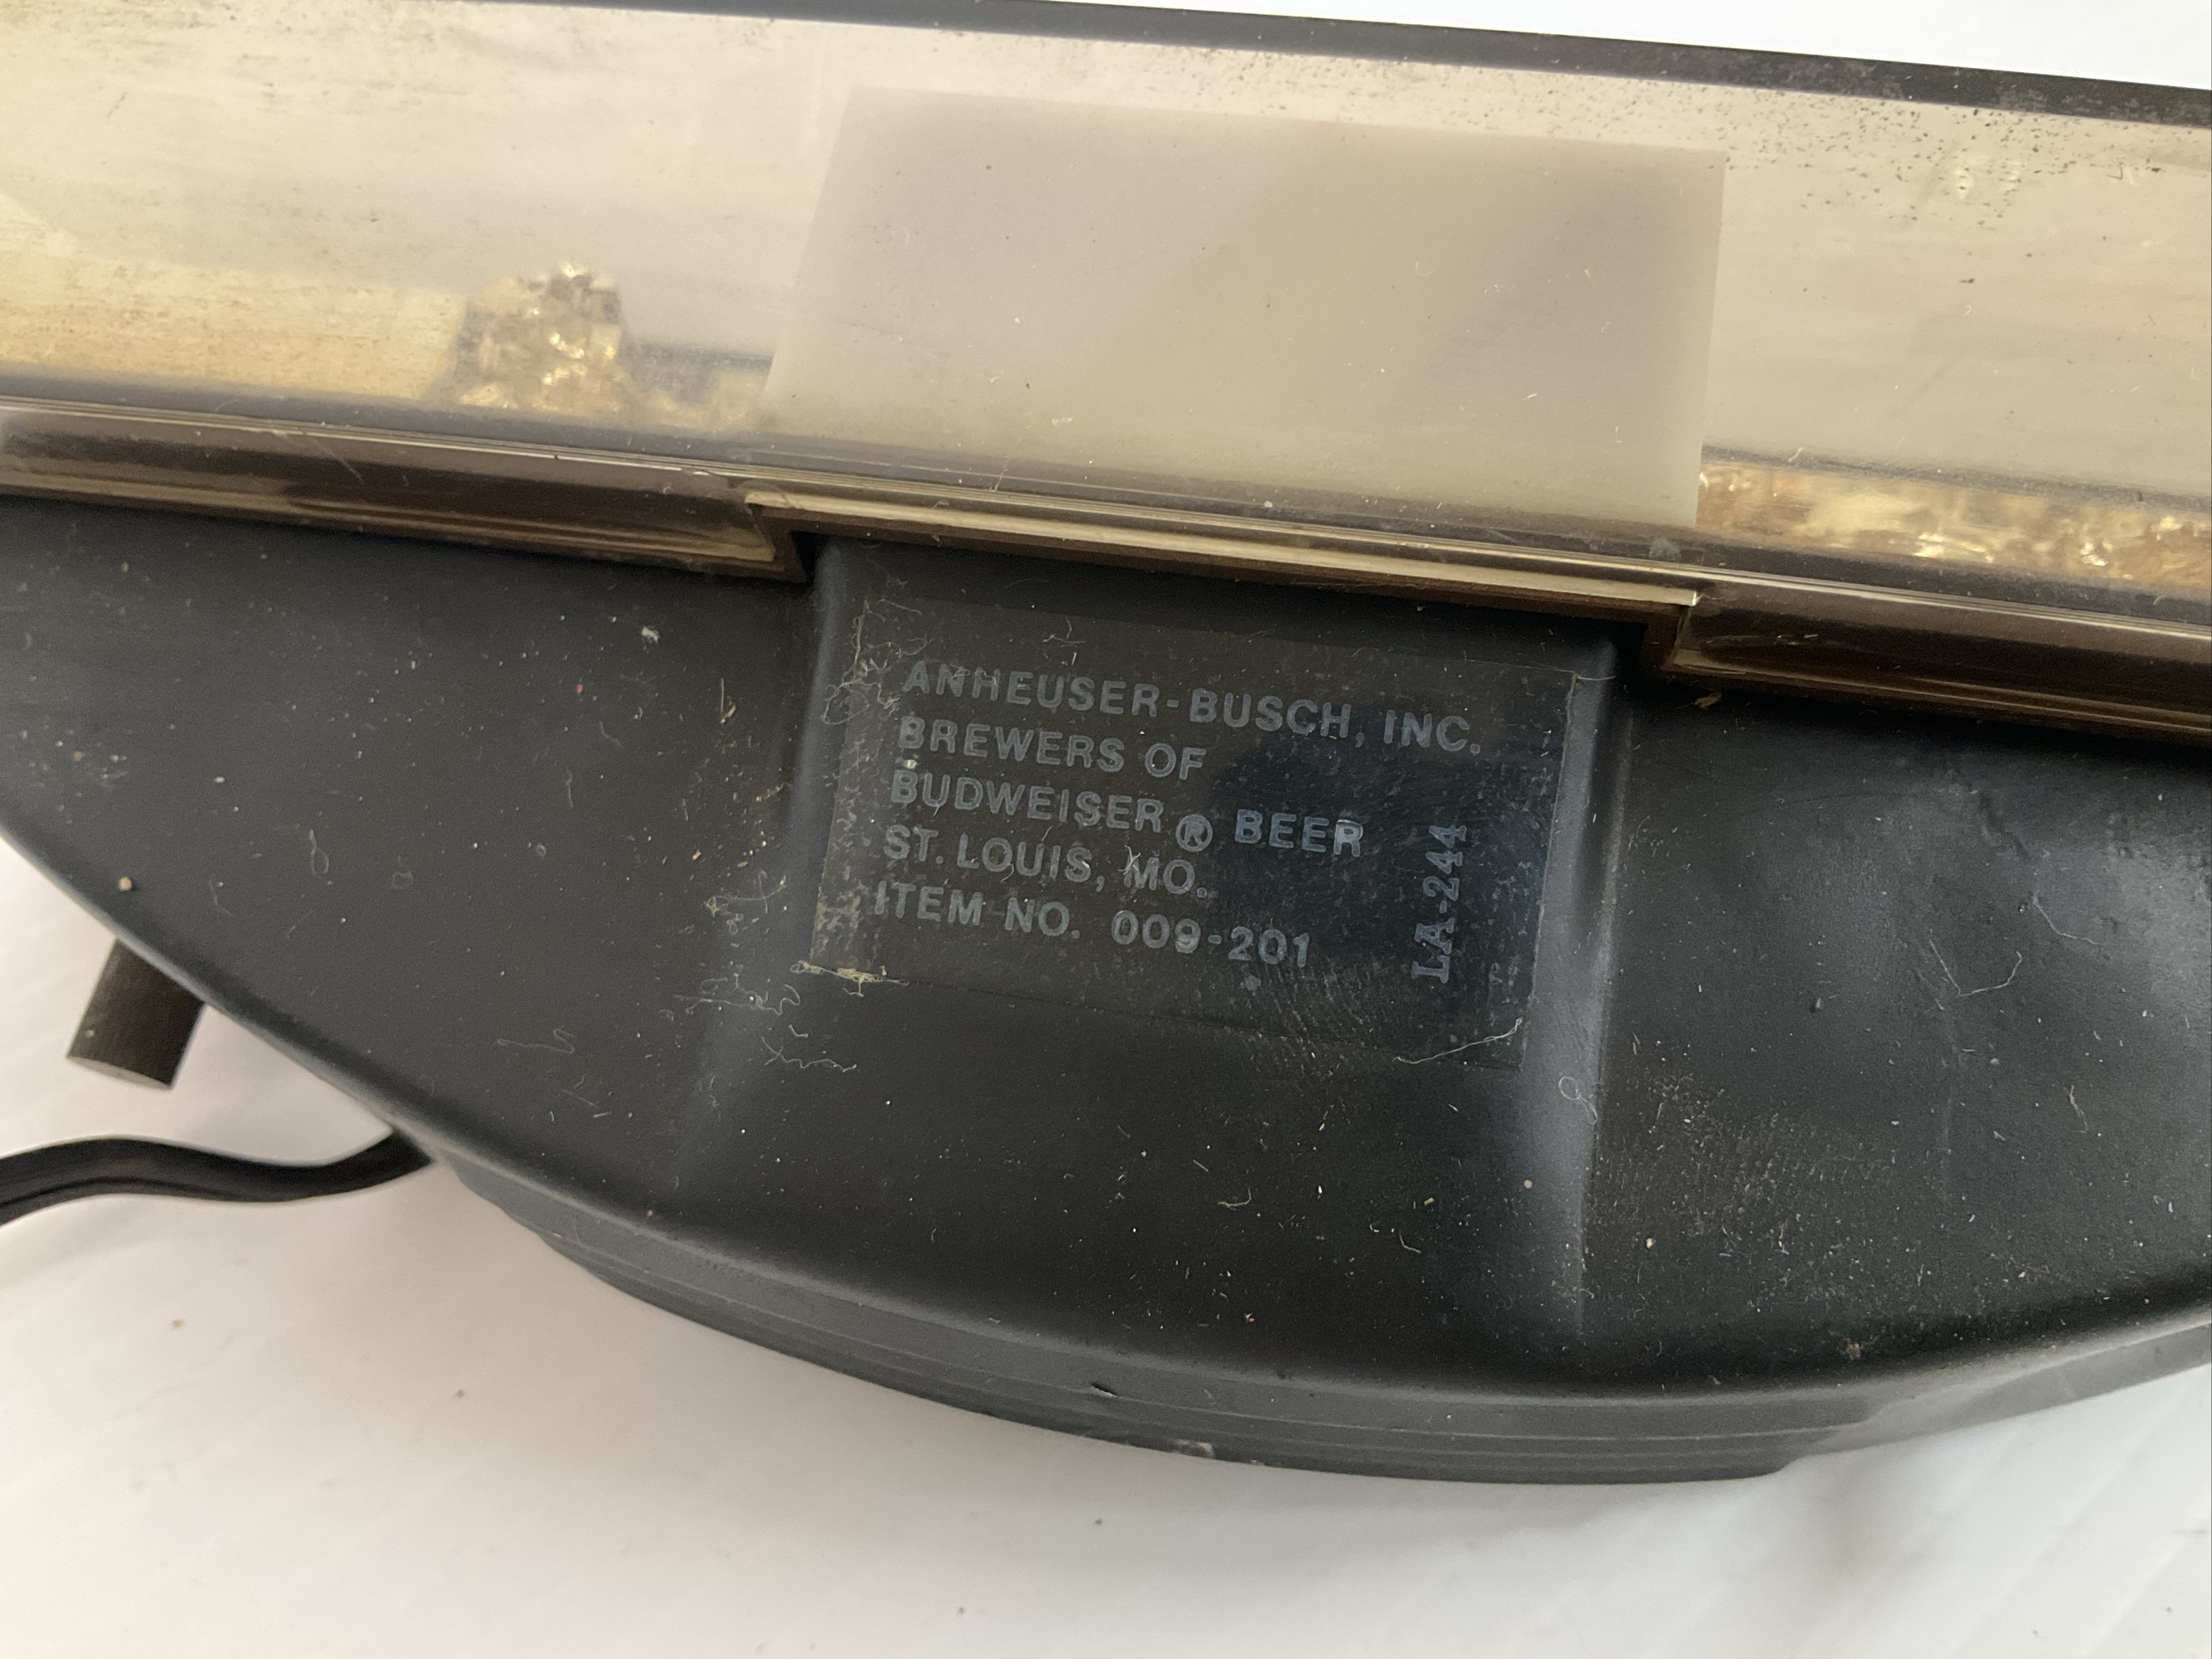 ANHEUSER-BUSCH, INC.
BREWERS OF
BUDWEISER ® BEER
ST. LOUIS, MO.
ITEM NO. 009-201
LA-244